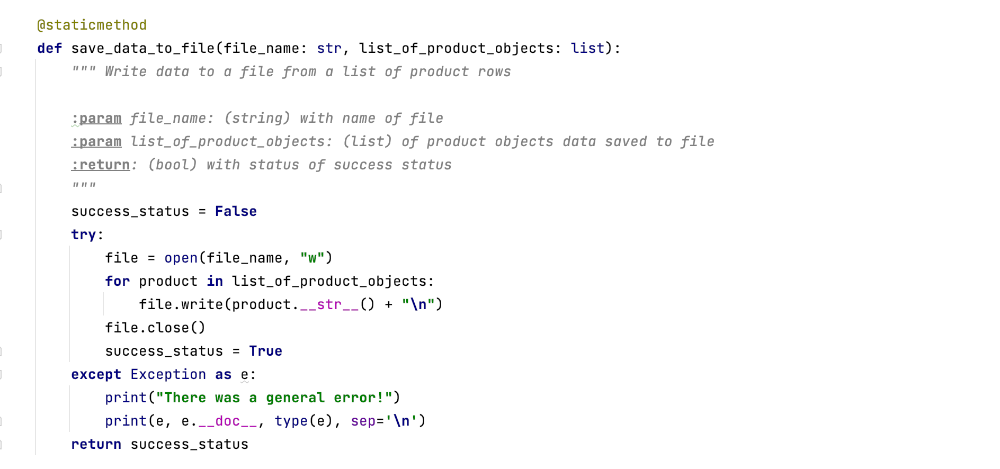 @staticmethod
def save_data_to_file(file_name: str, list_of_product_objects: list):
    """ Write data to a file from a list of product rows

    :param file_name: (string) with name of file
    :param list_of_product_objects: (list) of product objects data saved to file
    :return: (bool) with status of success status
    """
    success_status = False
    try:
        file = open(file_name, "w")
        for product in list_of_product_objects:
            file.write(product.__str__() + "\n")
        file.close()
        success_status = True
    except Exception as e:
        print("There was a general error!")
        print(e, e.__doc__, type(e), sep='\n')
    return success_status